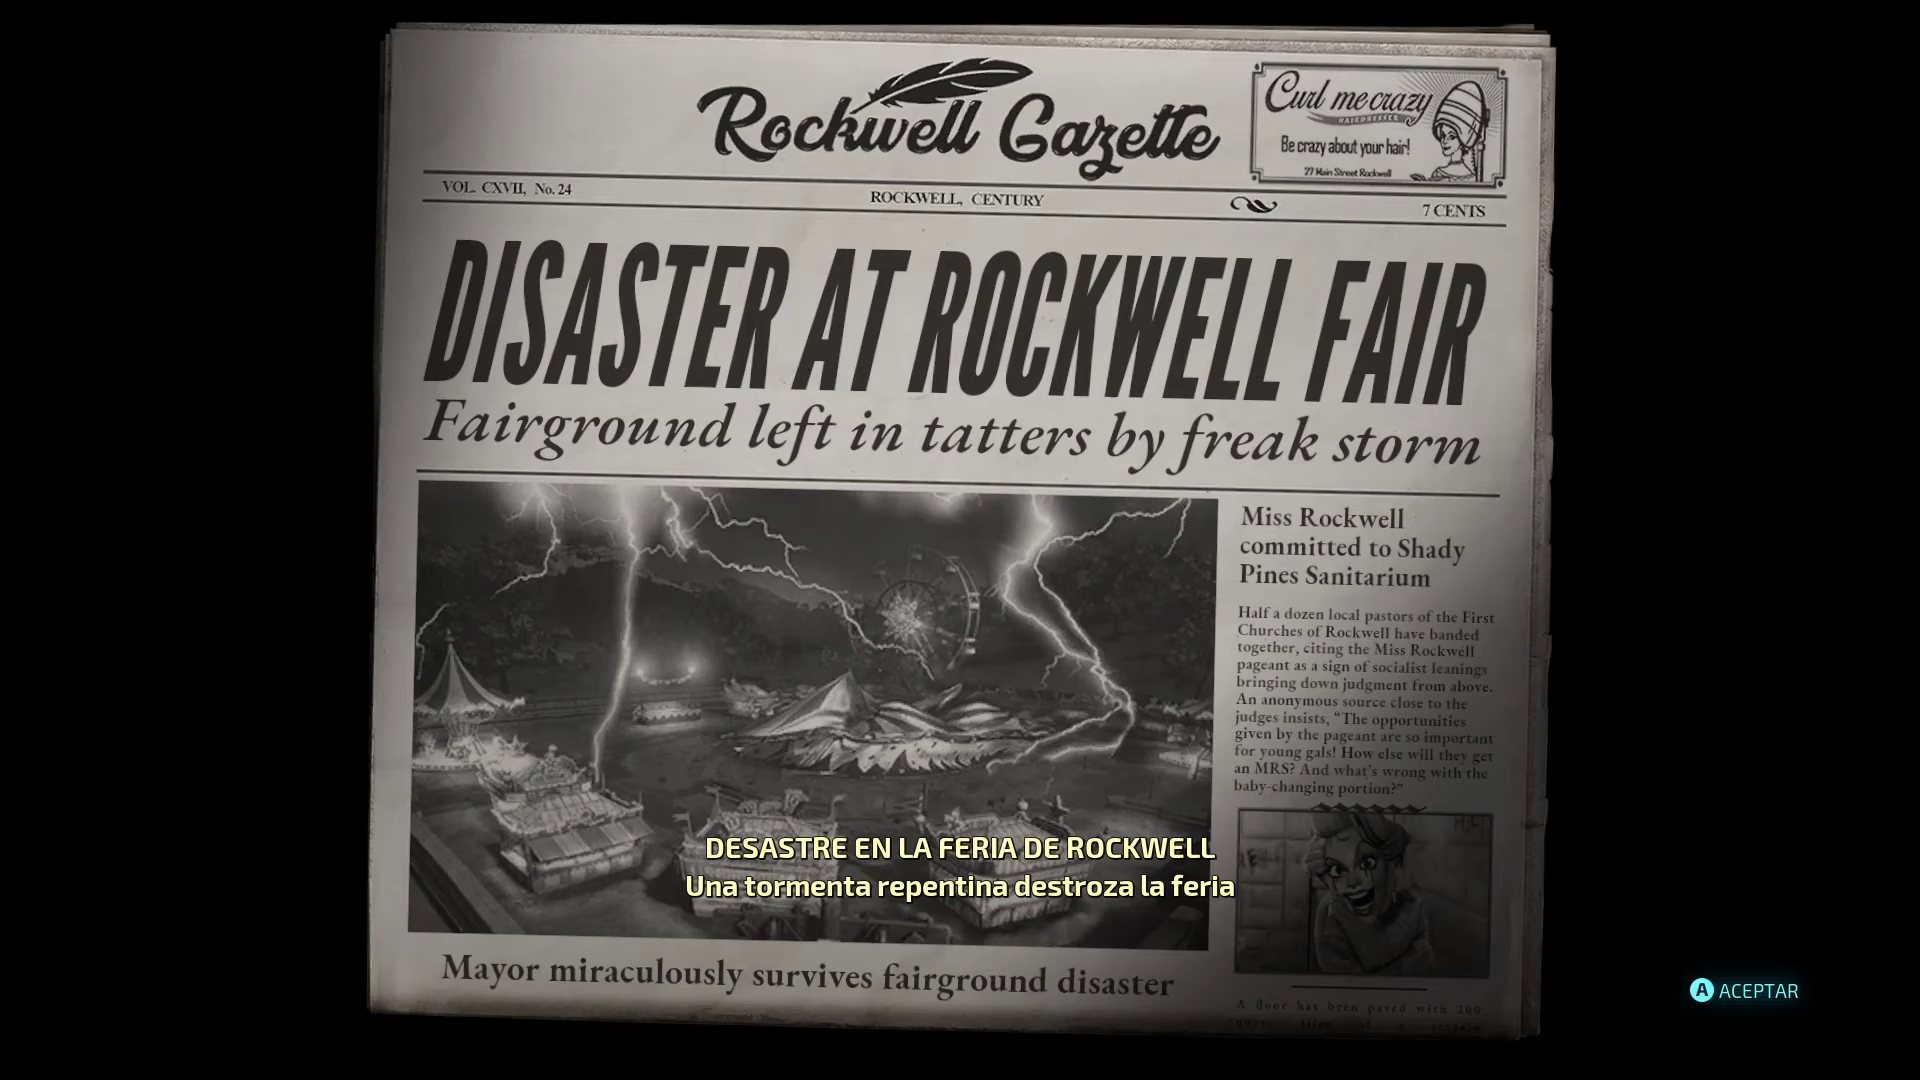 Rockwell Gazette
Curl me crazy
HAIRDRESSER
Be crazy about your hair!
27 Main Street Rockwell
VOL. CXVII, No. 24
ROCKWELL, CENTURY
7 CENTS
DISASTER AT ROCKWELL FAIR
Fairground left in tatters by freak storm
Miss Rockwell
committed to Shady
Pines Sanitarium
Half a dozen local pastors of the First
Churches of Rockwell have banded
together, citing the Miss Rockwell
pageant as a sign of socialist leanings
bringing down judgment from above.
An anonymous source close to the
judges insists, “The opportunities
given by the pageant are so important
for young gals! How else will they get
an MRS? And what's wrong with the
baby-changing portion?”
DESASTRE EN LA FERIA DE ROCKWELL
Una tormenta repentina destroza la feria
Mayor miraculously survives fairground disaster
A floor has been paved with 200
square tiles of a certain
A ACEPTAR